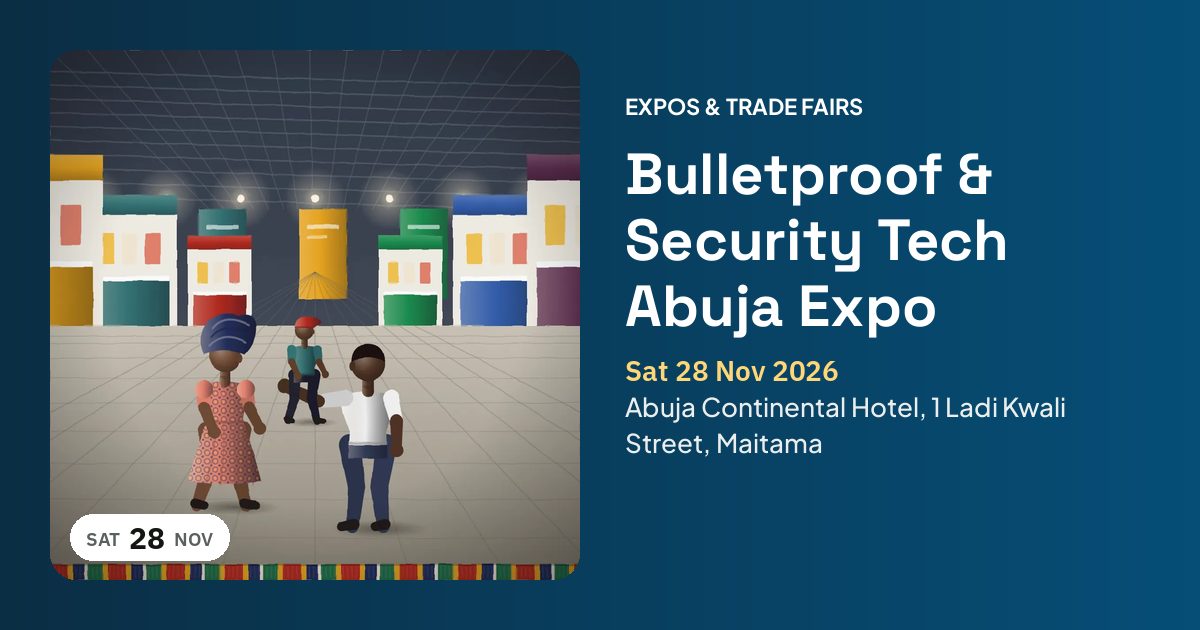 EXPOS & TRADE FAIRS
Bulletproof &
Security Tech
Abuja Expo
Sat 28 Nov 2026
Abuja Continental Hotel, 1 Ladi Kwali
Street, Maitama
SAT 28 NOV